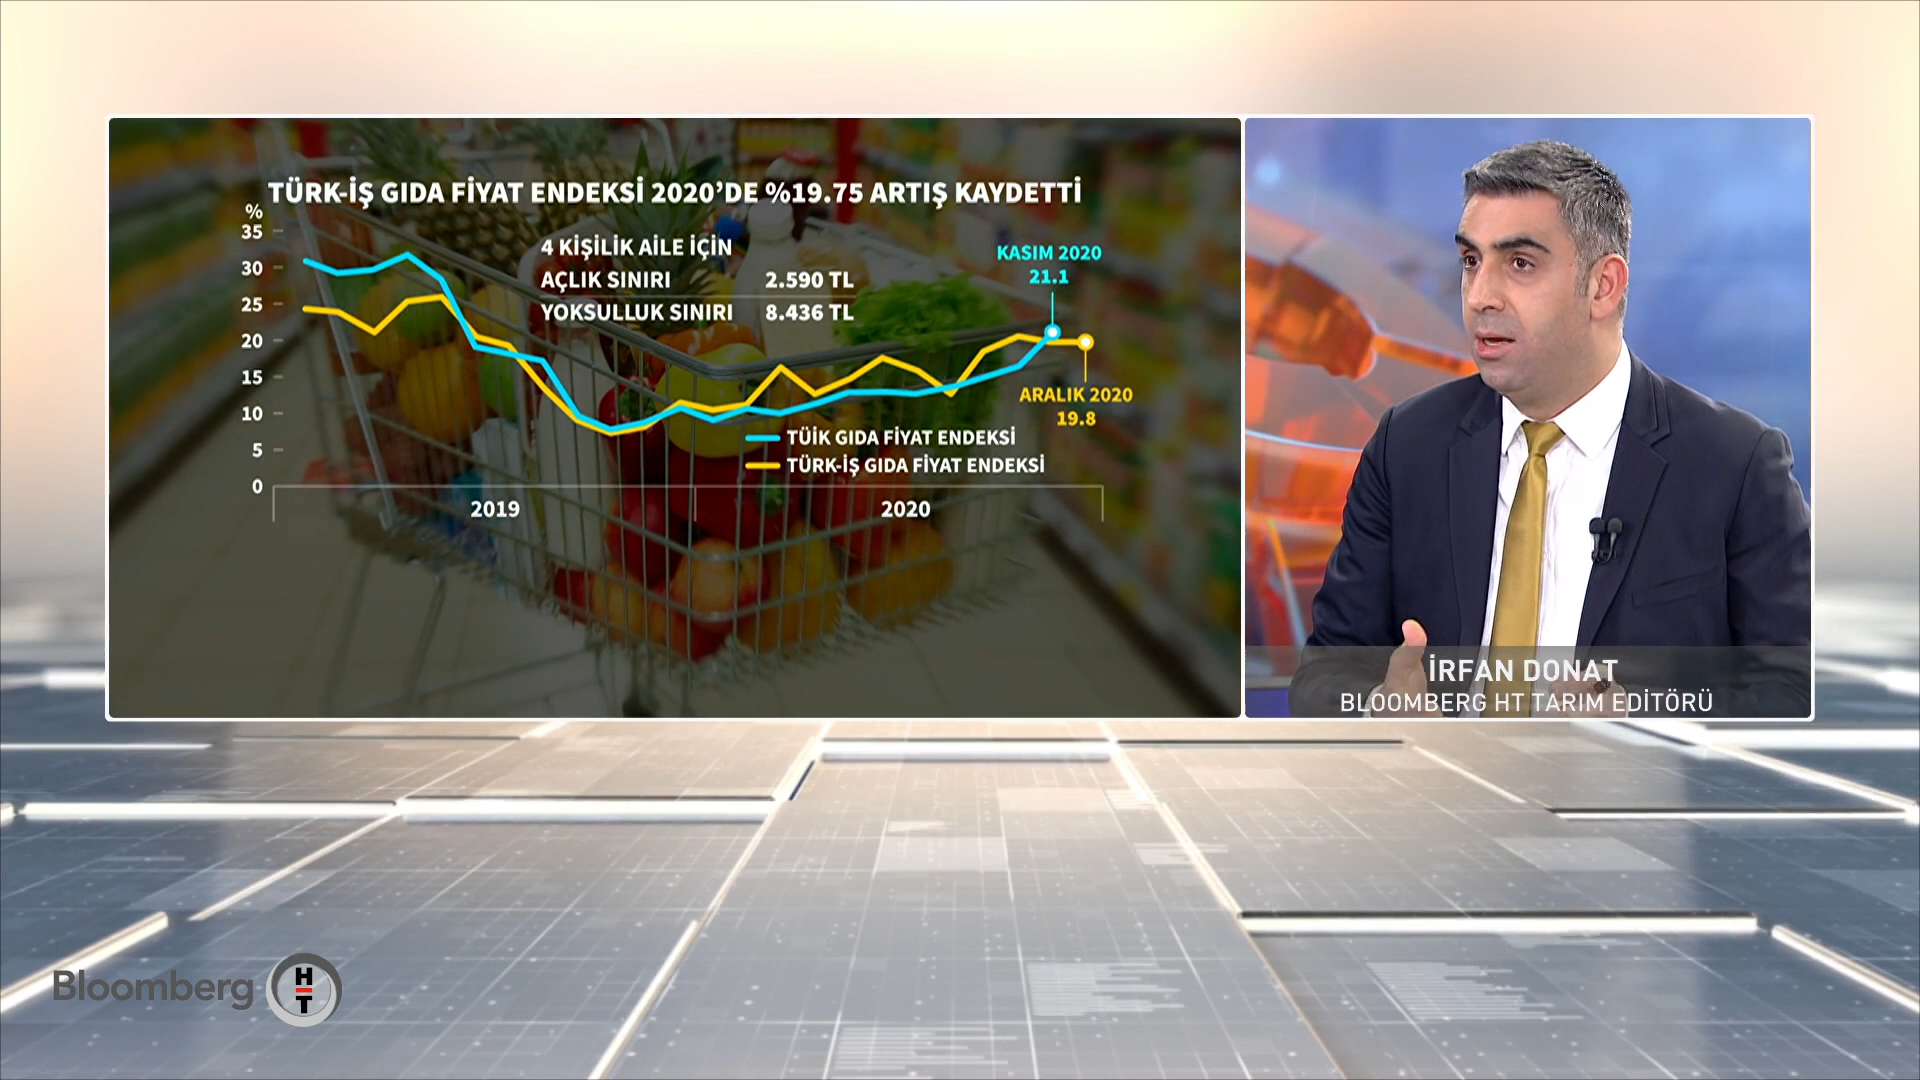 TÜRK-İŞ GIDA FİYAT ENDEKSİ 2020'DE %19.75 ARTIŞ KAYDETTİ
%
35
30
25
20
15
10
5
0
4 KİŞİLİK AİLE İÇİN
AÇLIK SINIRI 2.590 TL
YOKSULLUK SINIRI 8.436 TL
KASIM 2020
21.1
ARALIK 2020
19.8
TÜİK GIDA FİYAT ENDEKSİ
TÜRK-İŞ GIDA FİYAT ENDEKSİ
2019 2020
İRFAN DONAT
BLOOMBERG HT TARIM EDİTÖRÜ
Bloomberg HT